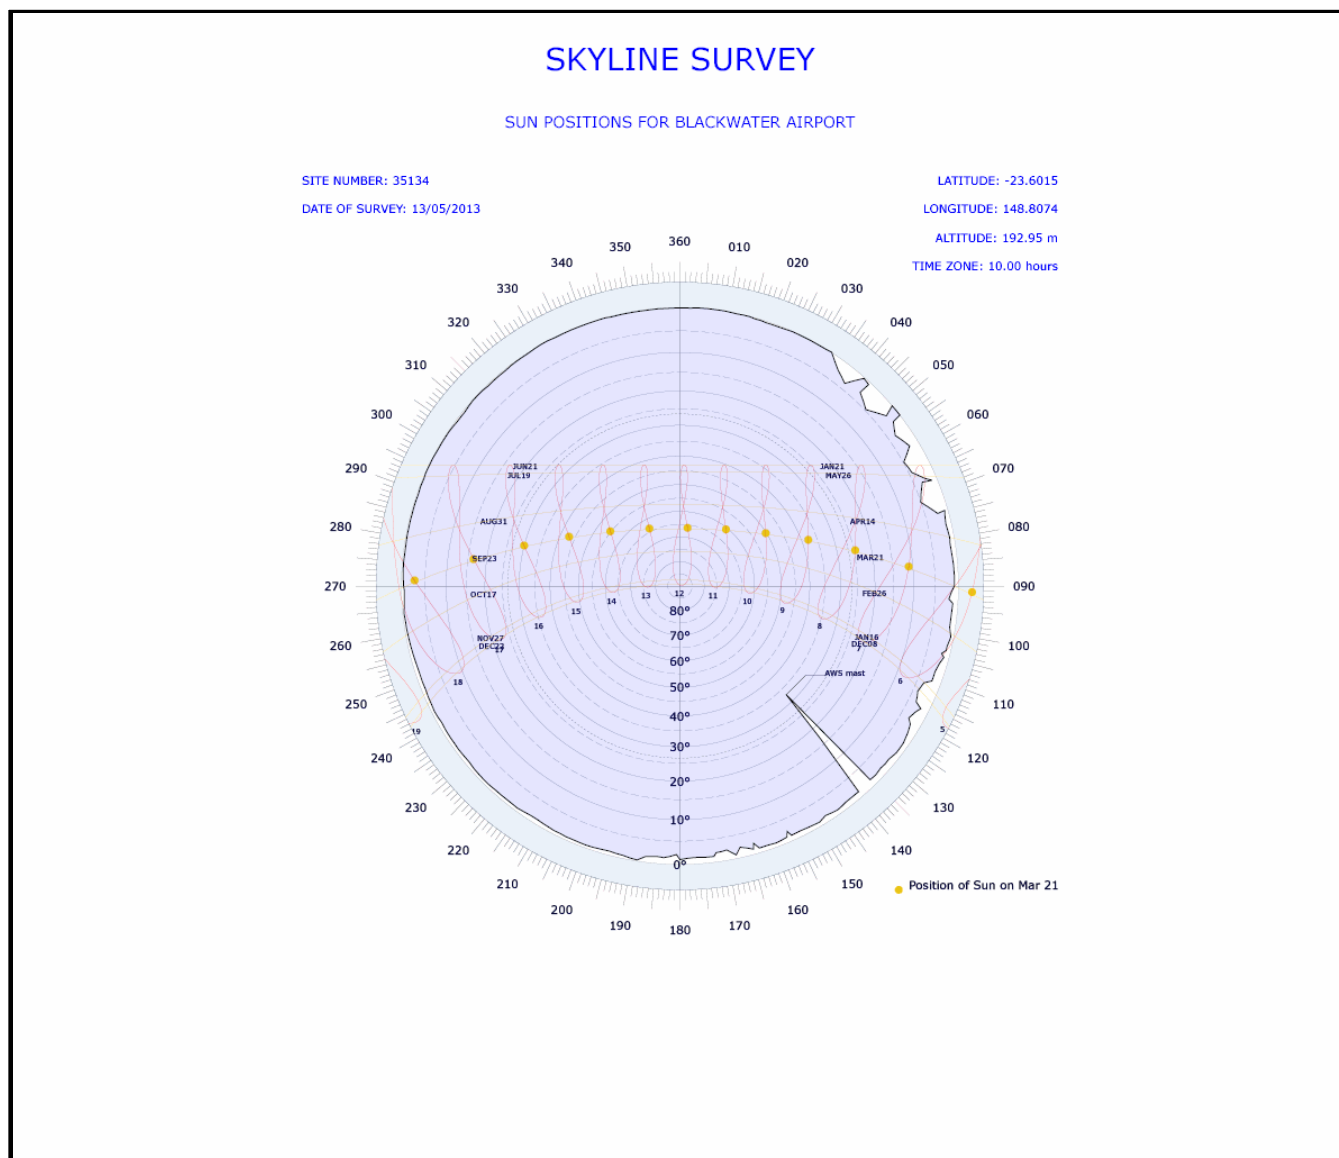 SKYLINE SURVEY
SUN POSITIONS FOR BLACKWATER AIRPORT
SITE NUMBER: 35134
LATITUDE: -23.6015
DATE OF SURVEY: 13/05/2013
LONGITUDE: 148.8074
ALTITUDE: 192.95 m
TIME ZONE: 10.00 hours
350 360 010
340 020
330 030
320 040
310 050
300 060
290 JUN21 JAN21 070
JUL19 MAY26
280 AUG31 APR14 080
SEP23 MAR21
270 090
OCT17 12 FEB26
13 11
14 10
15 80° 9
16 8
NOV27 70° JAN16
260 DEC22 17 DEC08 7 100
60°
AWS mast
18 50° 6
250 110
40°
19 5
240 30° 120
20°
230 130
10°
220 140
0°
210 150
Position of Sun on Mar 21
200 160
190 180 170